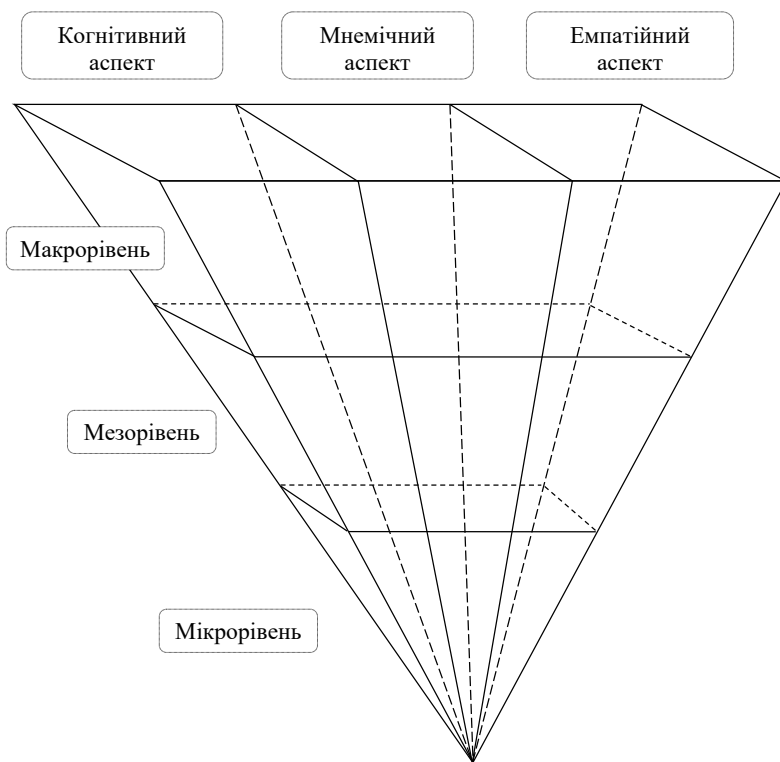 Когнітивний
аспект
Мнемічний
аспект
Емпатійний
аспект
Макрорівень
Мезорівень
Мікрорівень